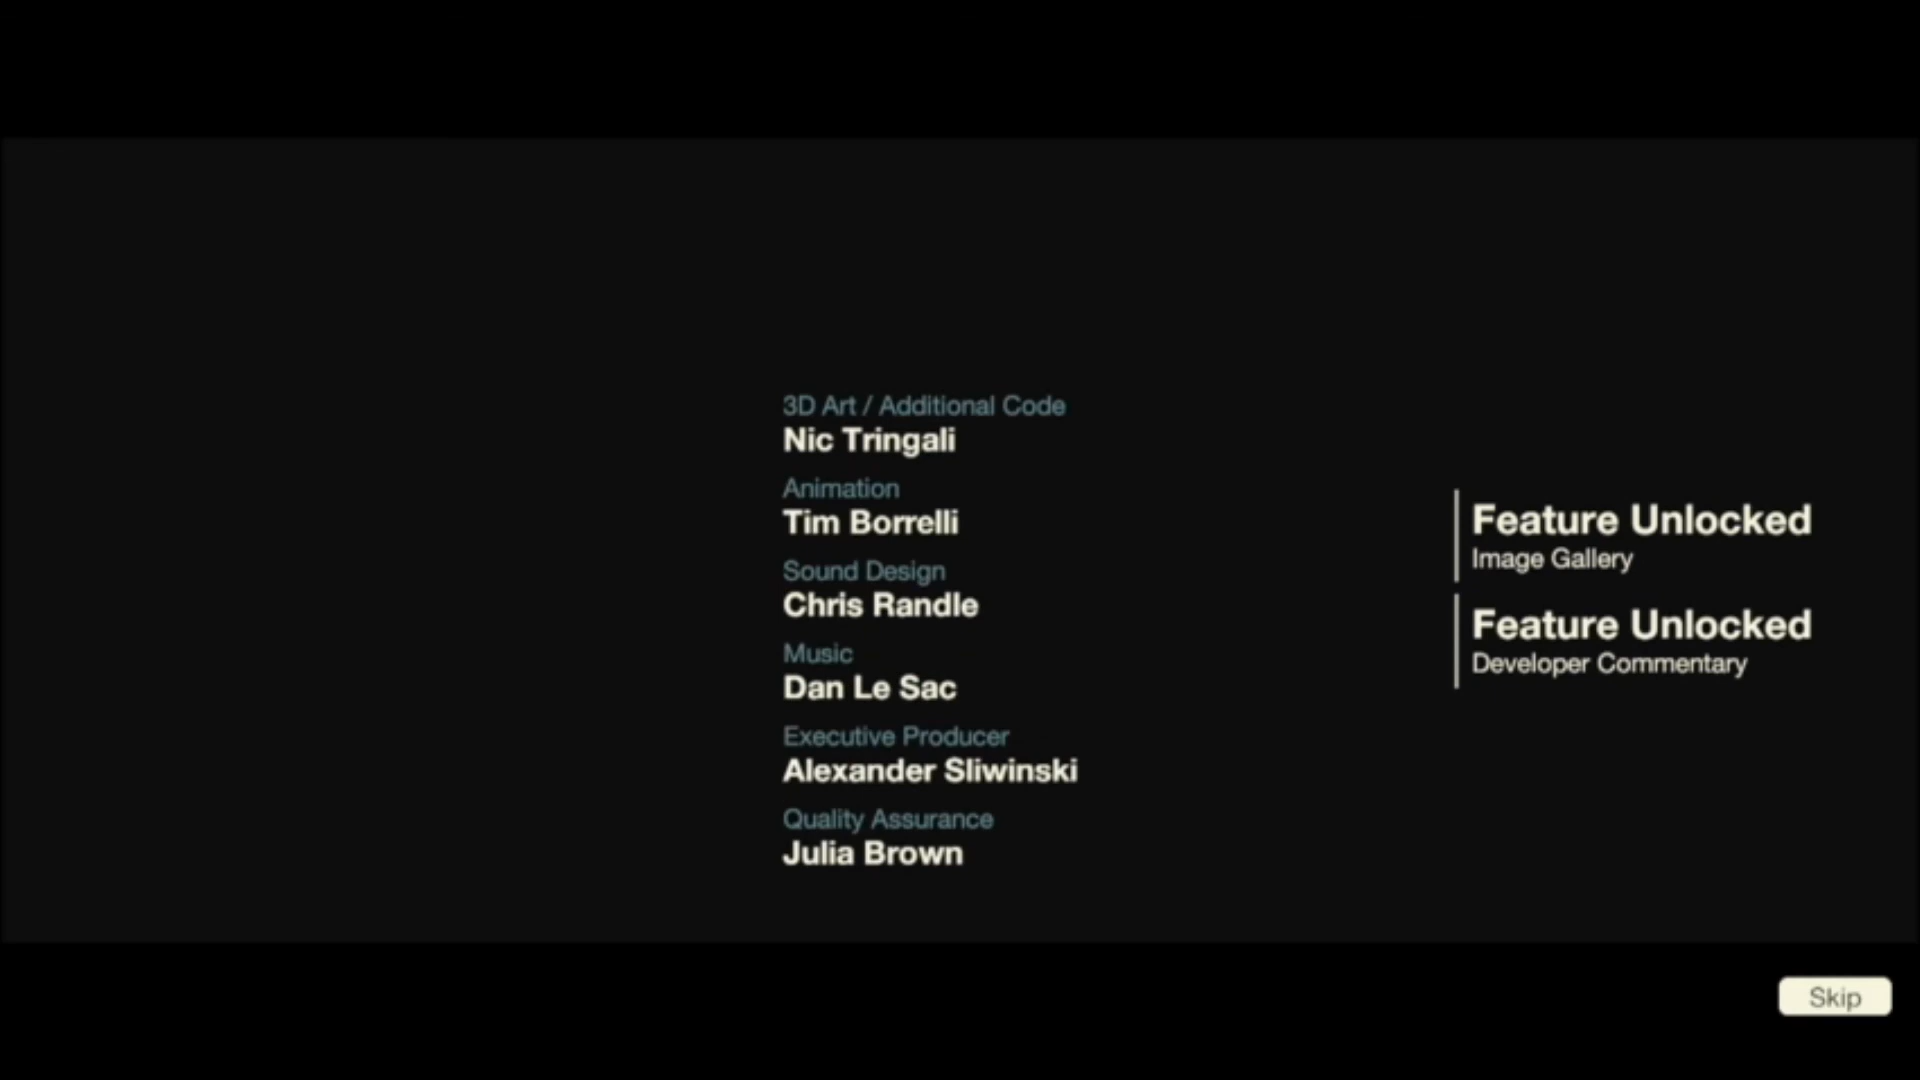 3D Art / Additional Code
Nic Tringali
Animation
Tim Borrelli
Sound Design
Chris Randle
Music
Dan Le Sac
Executive Producer
Alexander Sliwinski
Quality Assurance
Julia Brown
Feature Unlocked
Image Gallery
Feature Unlocked
Developer Commentary
Skip